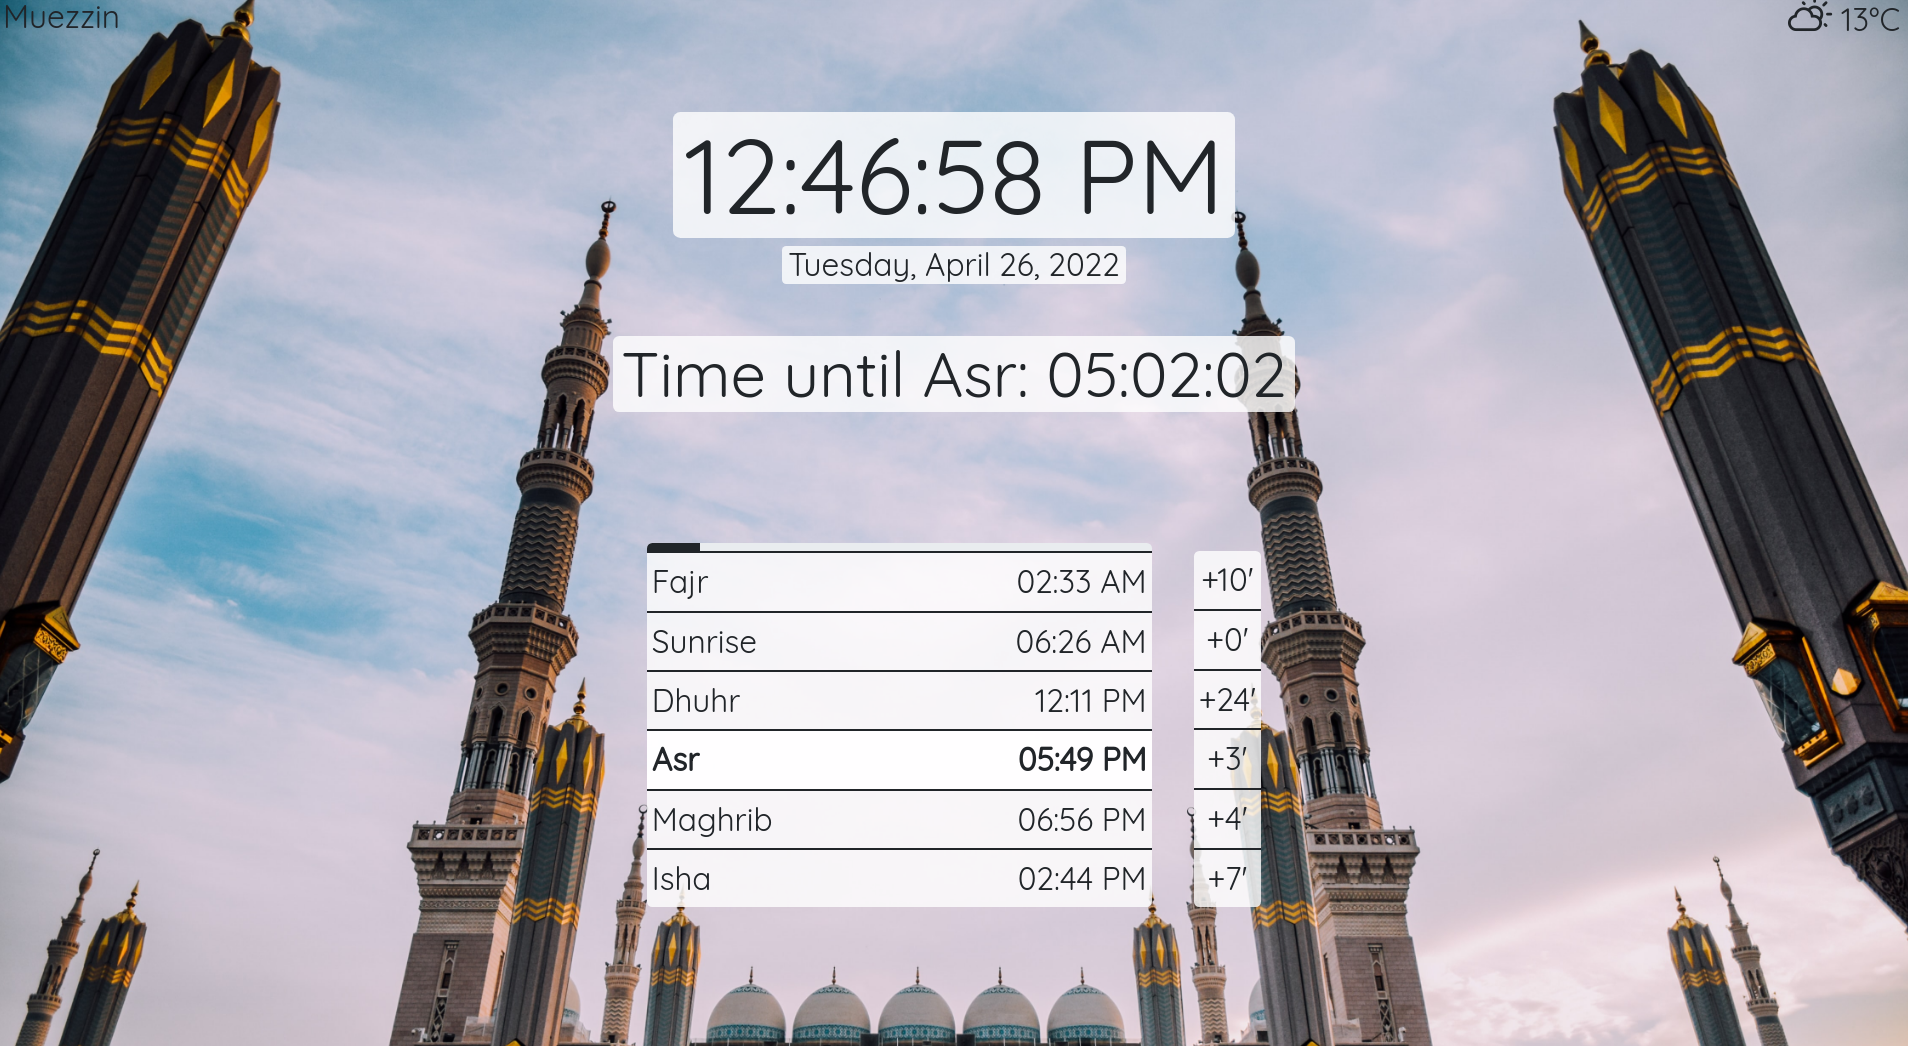 Muezzin
13°C
12:46:58 PM
Tuesday, April 26, 2022
Time until Asr: 05:02:02
Fajr 02:33 AM +10'
Sunrise 06:26 AM +0'
Dhuhr 12:11 PM +24'
Asr 05:49 PM +3'
Maghrib 06:56 PM +4'
Isha 02:44 PM +7'